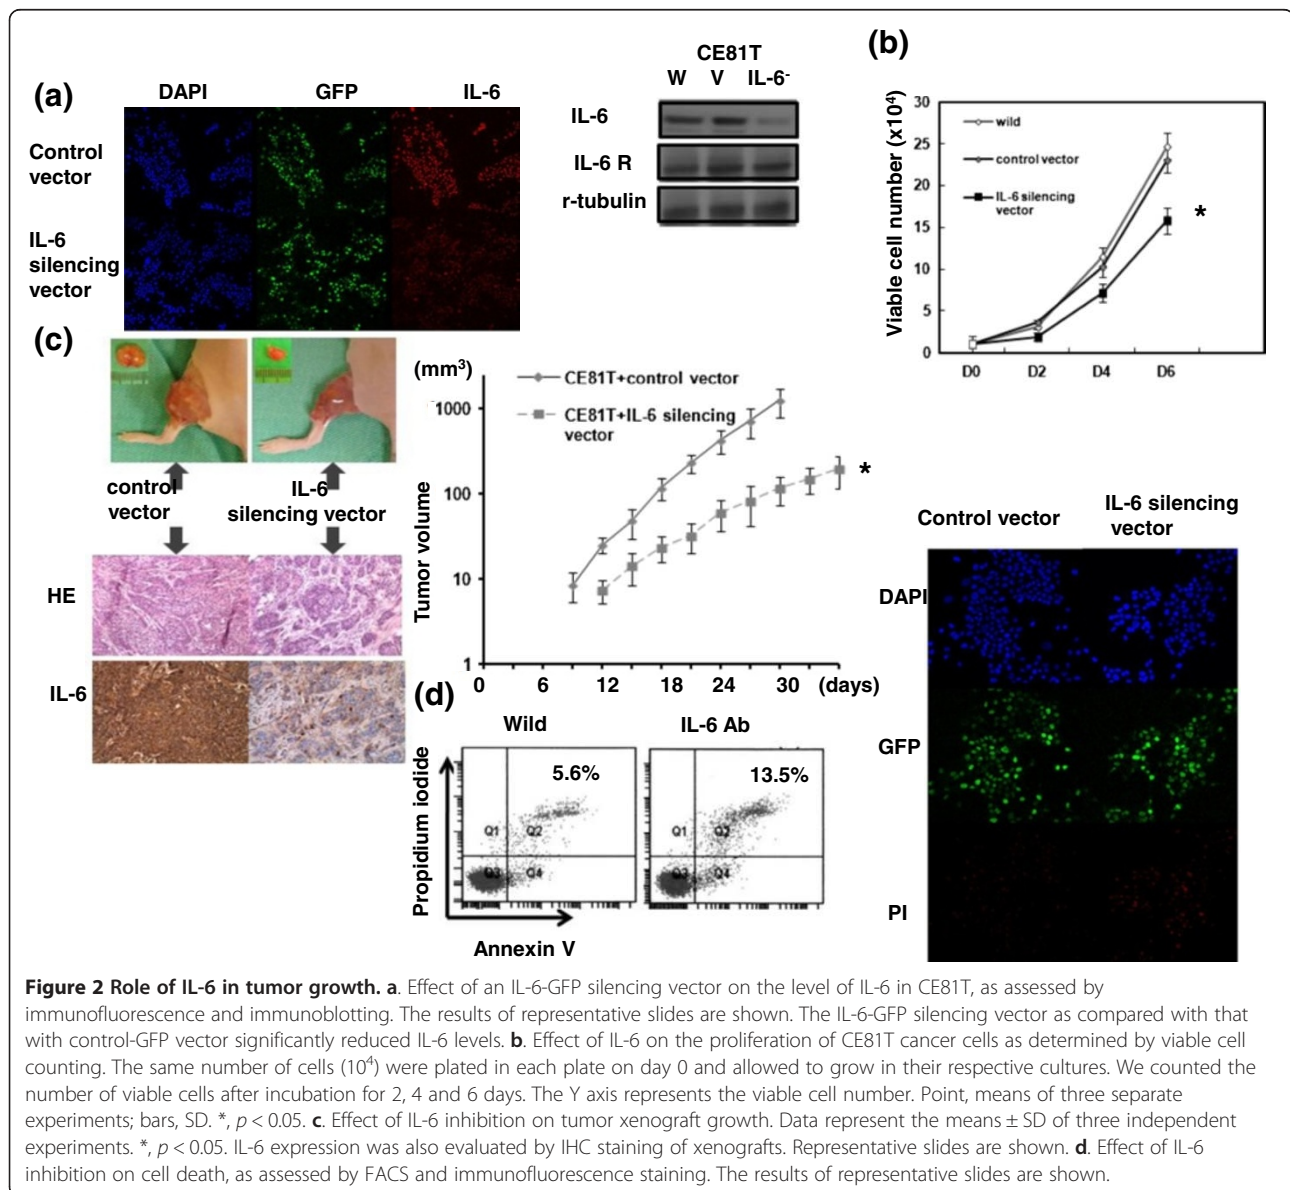 (a)
DAPI GFP IL-6
Control
vector
IL-6
silencing
vector
CE81T
W V IL-6-
IL-6
IL-6 R
r-tubulin
(b)
Viable cell number (x10⁴)
30
25
20
15
10
5
0
wild
control vector
IL-6 silencing
vector
*
D0 D2 D4 D6
(c)
control
vector
IL-6
silencing vector
HE
IL-6
(mm³)
Tumor volume
1000
100
10
1
CE81T+control vector
CE81T+IL-6 silencing
vector
*
0 6 12 18 24 30 (days)
(d)
Wild IL-6 Ab
Propidium iodide
5.6%
Q1 Q2
Q3 Q4
13.5%
Q1 Q2
Q3 Q4
Annexin V
Control vector
IL-6 silencing
vector
DAPI
GFP
PI
Figure 2 Role of IL-6 in tumor growth. a. Effect of an IL-6-GFP silencing vector on the level of IL-6 in CE81T, as assessed by
immunofluorescence and immunoblotting. The results of representative slides are shown. The IL-6-GFP silencing vector as compared with that
with control-GFP vector significantly reduced IL-6 levels. b. Effect of IL-6 on the proliferation of CE81T cancer cells as determined by viable cell
counting. The same number of cells (10⁴) were plated in each plate on day 0 and allowed to grow in their respective cultures. We counted the
number of viable cells after incubation for 2, 4 and 6 days. The Y axis represents the viable cell number. Point, means of three separate
experiments; bars, SD. *, p < 0.05. c. Effect of IL-6 inhibition on tumor xenograft growth. Data represent the means ± SD of three independent
experiments. *, p < 0.05. IL-6 expression was also evaluated by IHC staining of xenografts. Representative slides are shown. d. Effect of IL-6
inhibition on cell death, as assessed by FACS and immunofluorescence staining. The results of representative slides are shown.